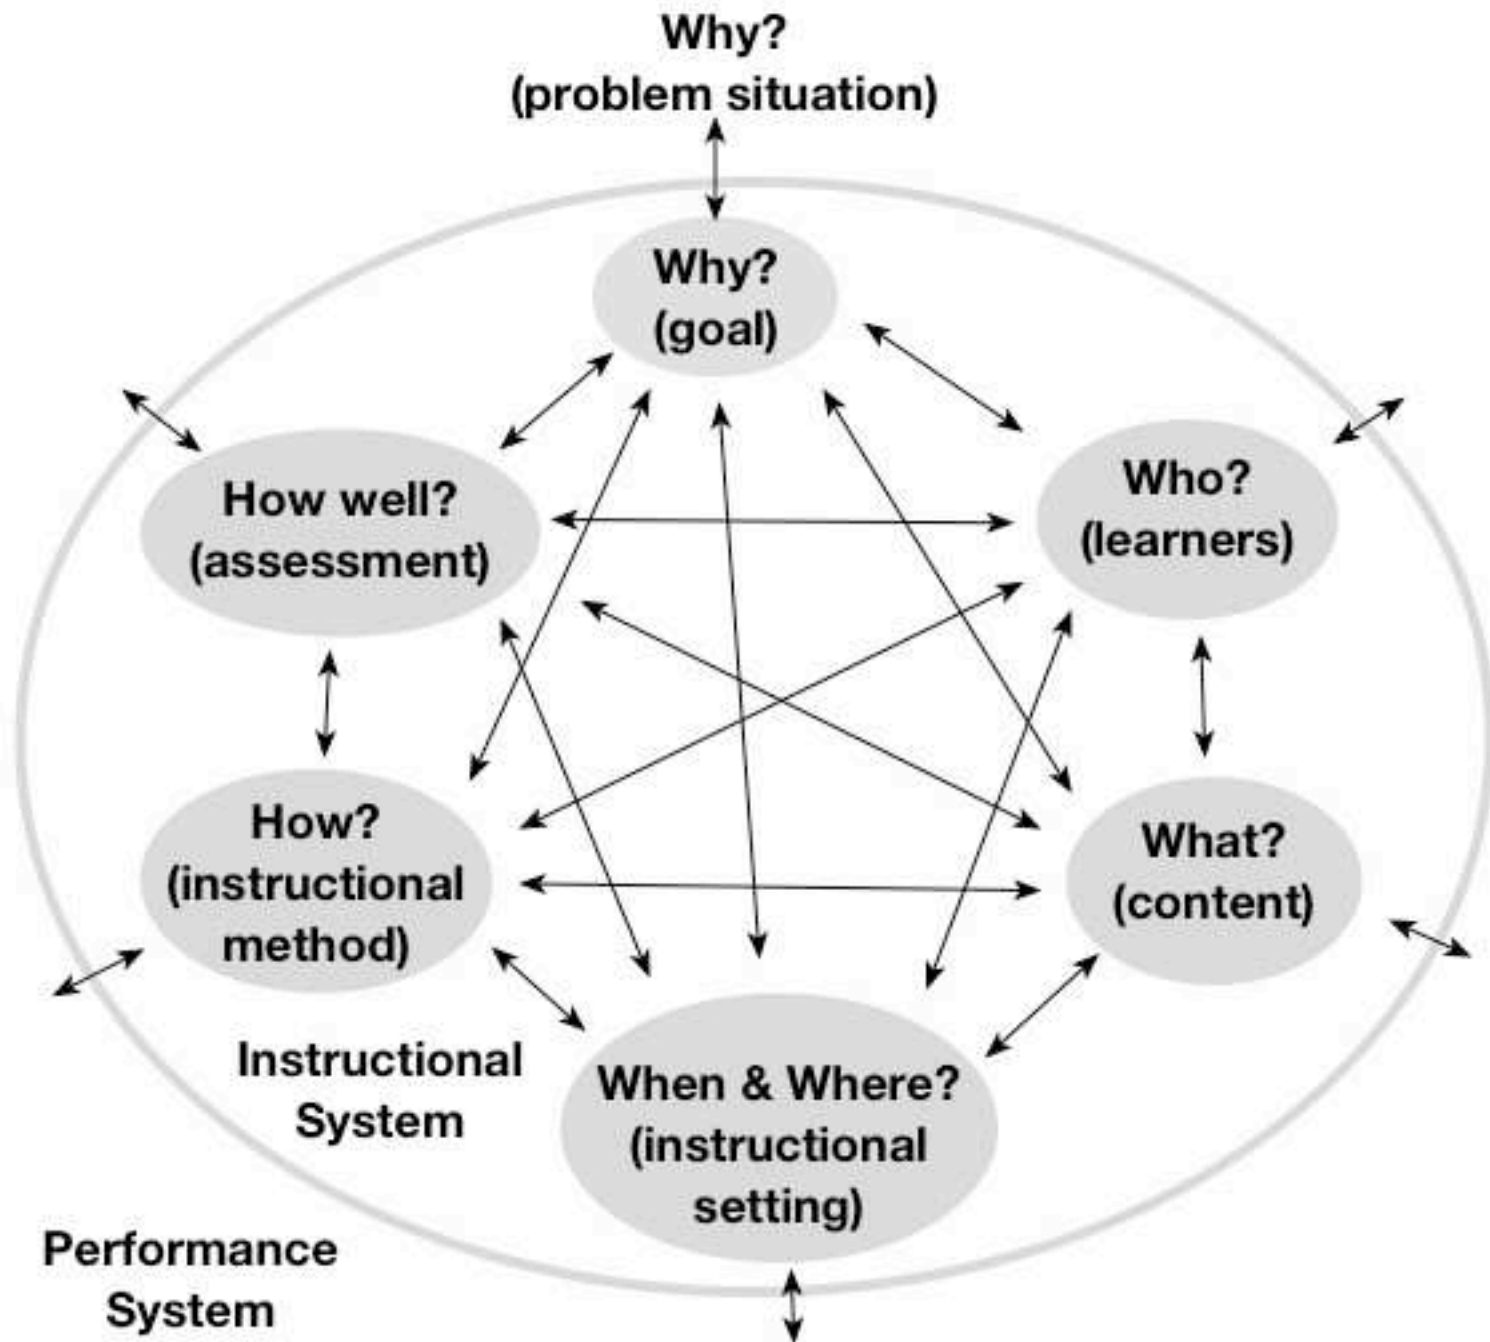 Why?
(problem situation)
Why?
(goal)
How well?
(assessment)
Who?
(learners)
How?
(instructional
method)
What?
(content)
Instructional
System
When & Where?
(instructional
setting)
Performance
System